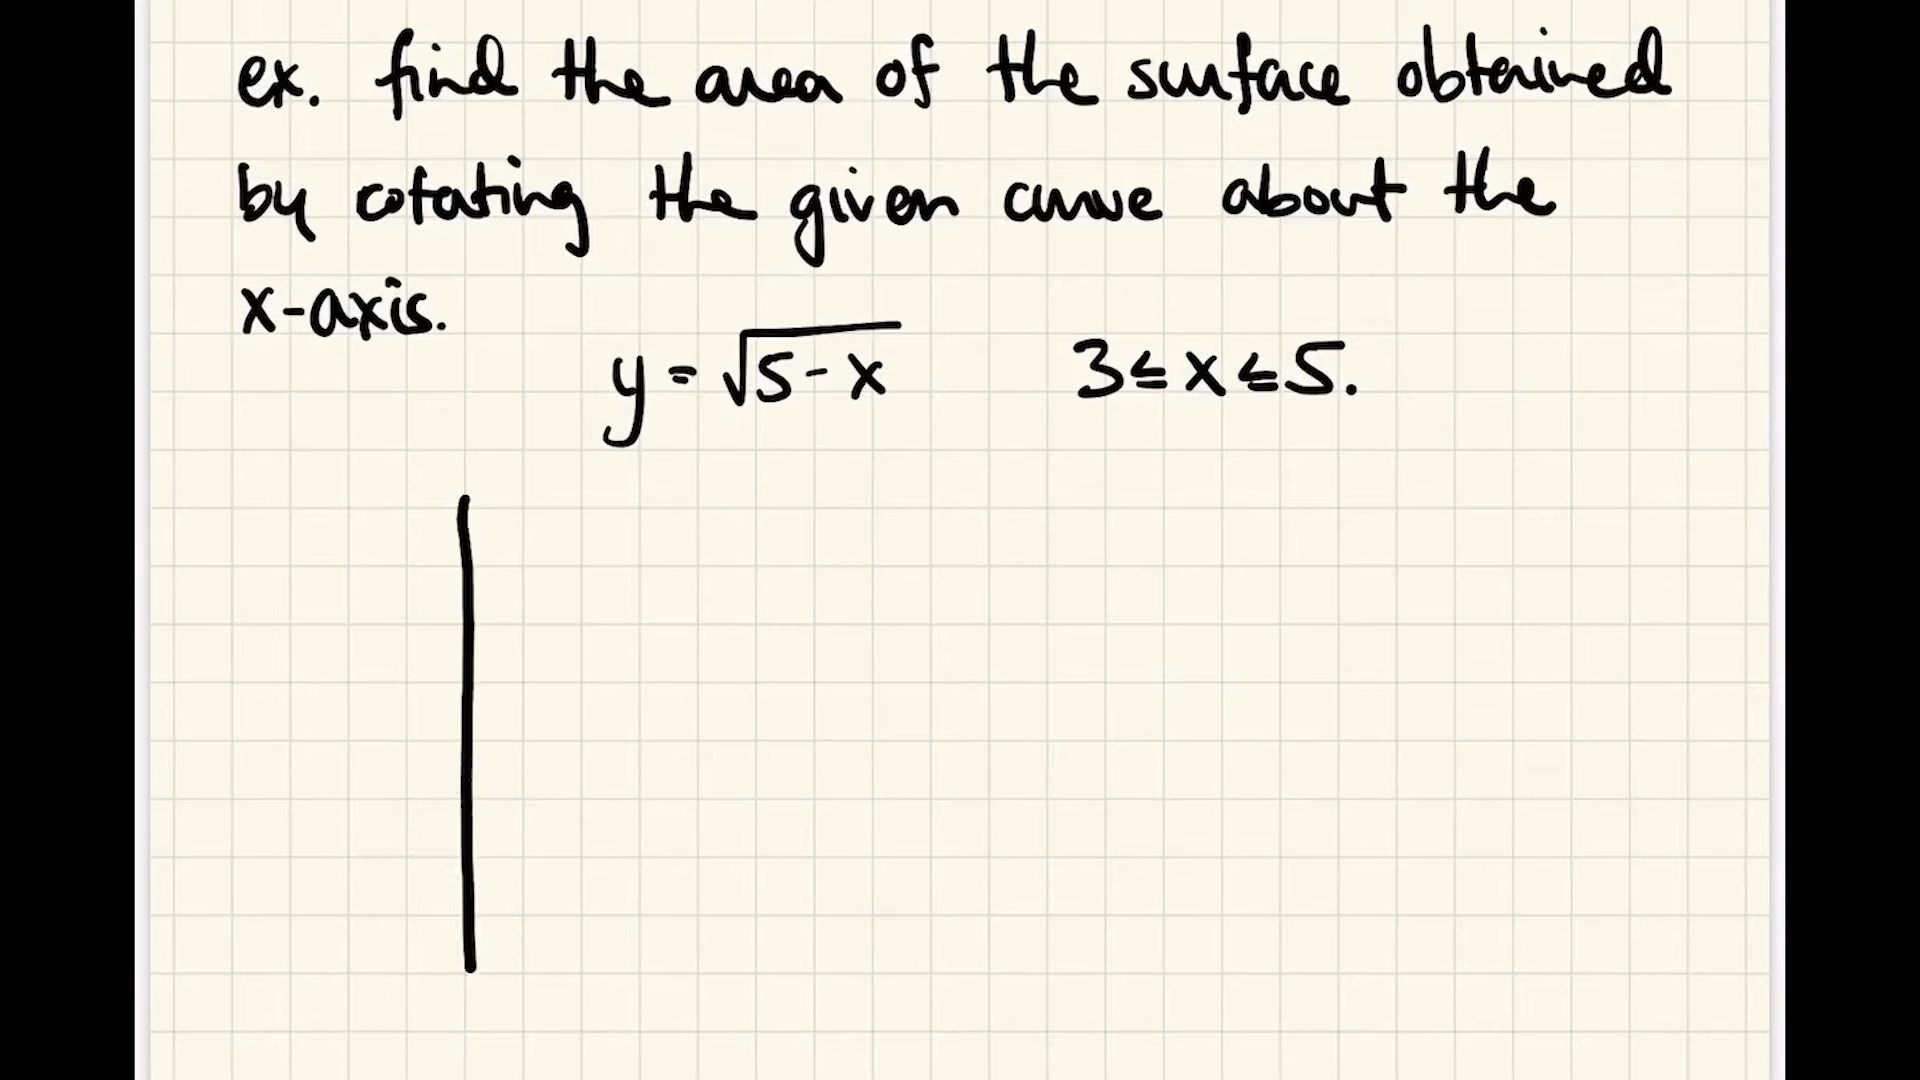 ex. find the area of the surface obtained
by rotating the given curve about the
x-axis.
y = √5-x 3≤x≤5.